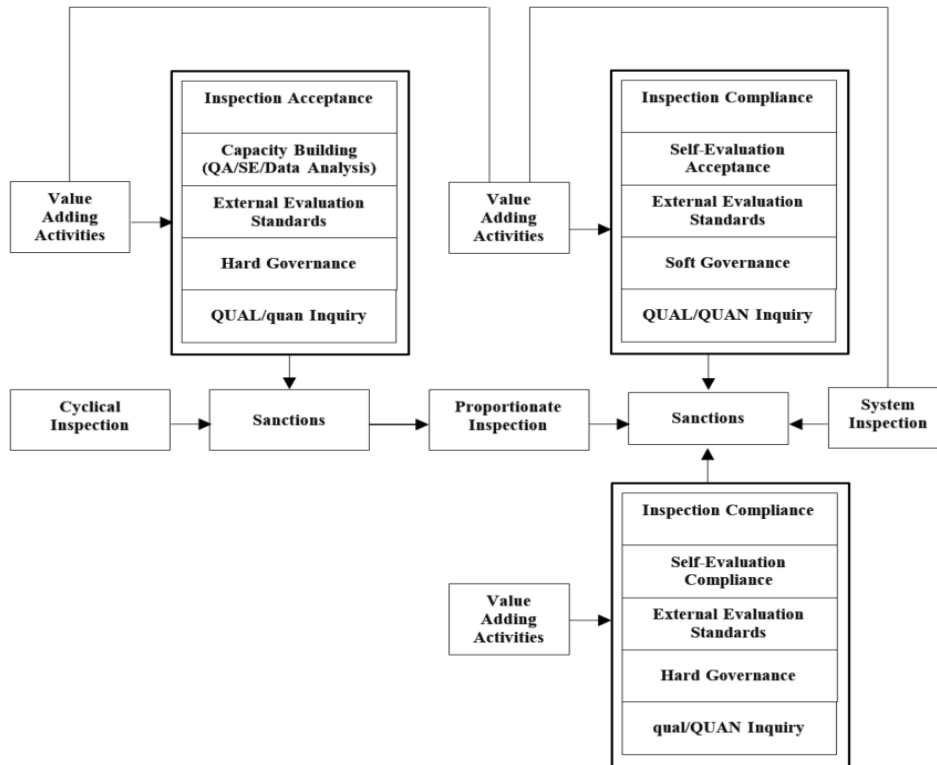 Inspection Acceptance
Capacity Building
(QA/SE/Data Analysis)
External Evaluation
Standards
Hard Governance
QUAL/quan Inquiry
Value
Adding
Activities
Inspection Compliance
Self-Evaluation
Acceptance
External Evaluation
Standards
Soft Governance
QUAL/QUAN Inquiry
Value
Adding
Activities
Cyclical
Inspection
Sanctions
Proportionate
Inspection
Sanctions
System
Inspection
Inspection Compliance
Self-Evaluation
Compliance
External Evaluation
Standards
Hard Governance
qual/QUAN Inquiry
Value
Adding
Activities